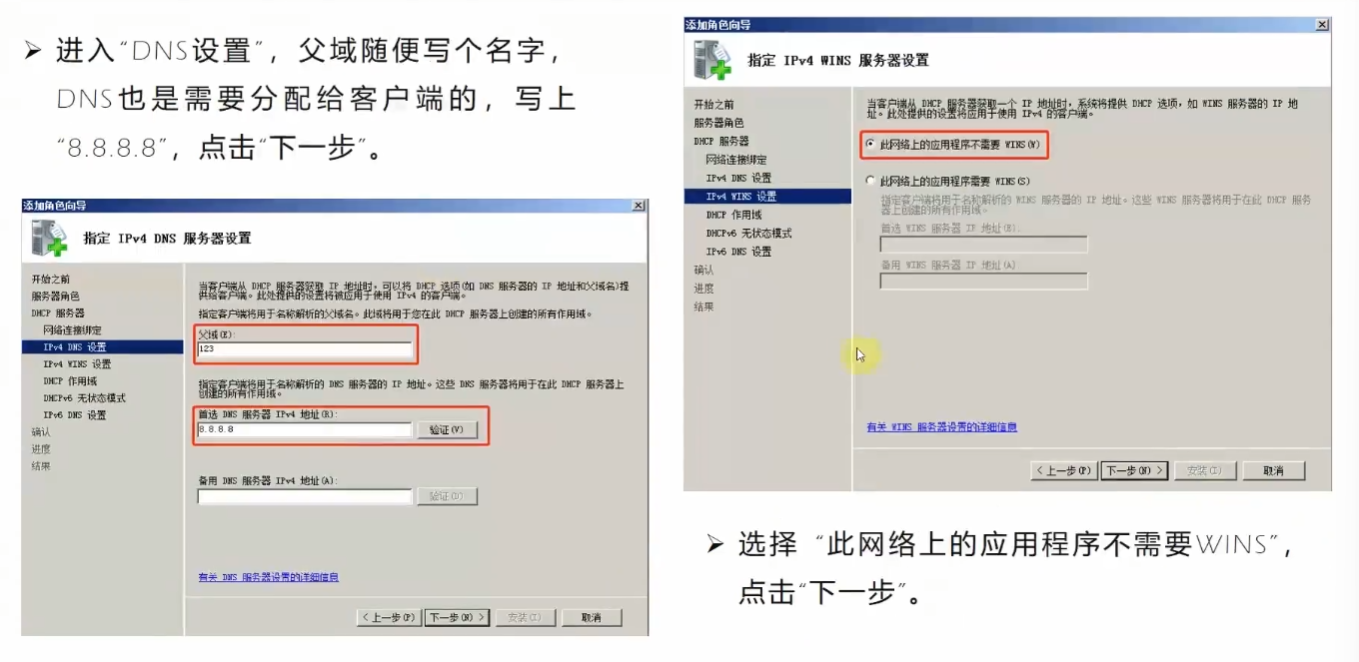 ➢ 进入“DNS设置”，父域随便写个名字，
DNS也是需要分配给客户端的，写上
“8.8.8.8”，点击“下一步”。
添加角色向导
指定 IPv4 DNS 服务器设置
开始之前
服务器角色
DHCP 服务器
网络连接绑定
IPv4 DNS 设置
IPv4 WINS 设置
DHCP 作用域
DHCPv6 无状态模式
IPv6 DNS 设置
确认
进度
结果
当客户端从 DHCP 服务器获取 IP 地址时，可以将 DHCP 选项(如 DNS 服务器的 IP 地址和父域名)提
供给客户端。此处提供的设置将被应用于使用 IPv4 的客户端。
指定客户端将用于名称解析的父域名。此域将用于您在此 DHCP 服务器上创建的所有作用域。
父域(E):
123
指定客户端将用于名称解析的 DNS 服务器的 IP 地址。这些 DNS 服务器将用于在此 DHCP 服务器上
创建的所有作用域。
首选 DNS 服务器 IPv4 地址(R):
8.8.8.8
验证(V)
备用 DNS 服务器 IPv4 地址(A):
验证(D)
有关 DNS 服务器设置的详细信息
< 上一步(P)
下一步(N) >
安装(I)
取消
添加角色向导
指定 IPv4 WINS 服务器设置
开始之前
服务器角色
DHCP 服务器
网络连接绑定
IPv4 DNS 设置
IPv4 WINS 设置
DHCP 作用域
DHCPv6 无状态模式
IPv6 DNS 设置
确认
进度
结果
当客户端从 DHCP 服务器获取一个 IP 地址时，系统将提供 DHCP 选项，如 WINS 服务器的 IP 地
址。此处提供的设置将应用于使用 IPv4 的客户端。
此网络上的应用程序不需要 WINS(W)
此网络上的应用程序需要 WINS(S)
指定客户端将用于名称解析的 WINS 服务器的 IP 地址。这些 WINS 服务器将用于在此 DHCP 服务
器上创建的所有作用域。
首选 WINS 服务器 IP 地址(R):
备用 WINS 服务器 IP 地址(A)
有关 WINS 服务器设置的详细信息
< 上一步(P)
下一步(N) >
安装(I)
取消
➢ 选择 “此网络上的应用程序不需要WINS”，
点击“下一步”。